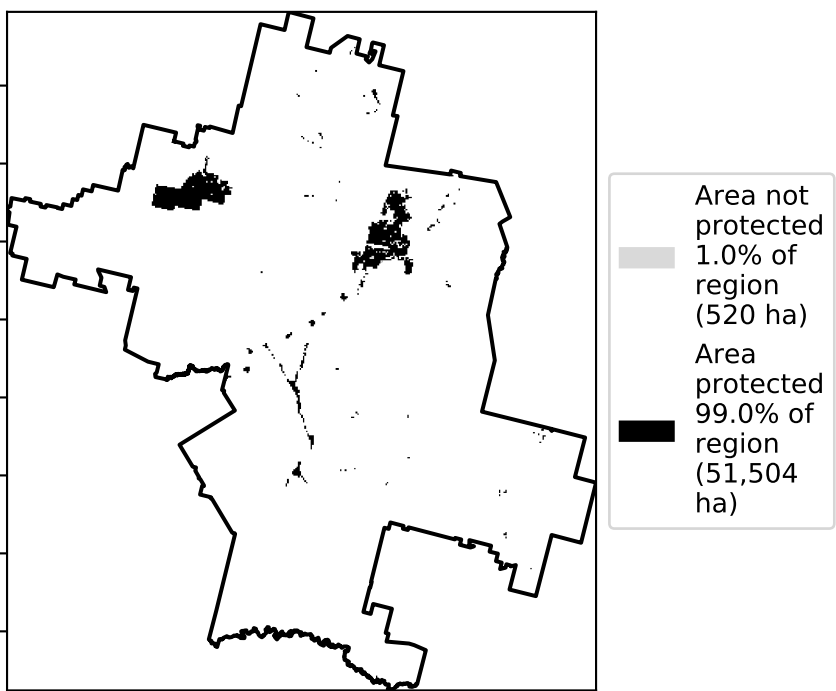 Area not
protected
1.0% of
region
(520 ha)
Area
protected
99.0% of
region
(51,504
ha)